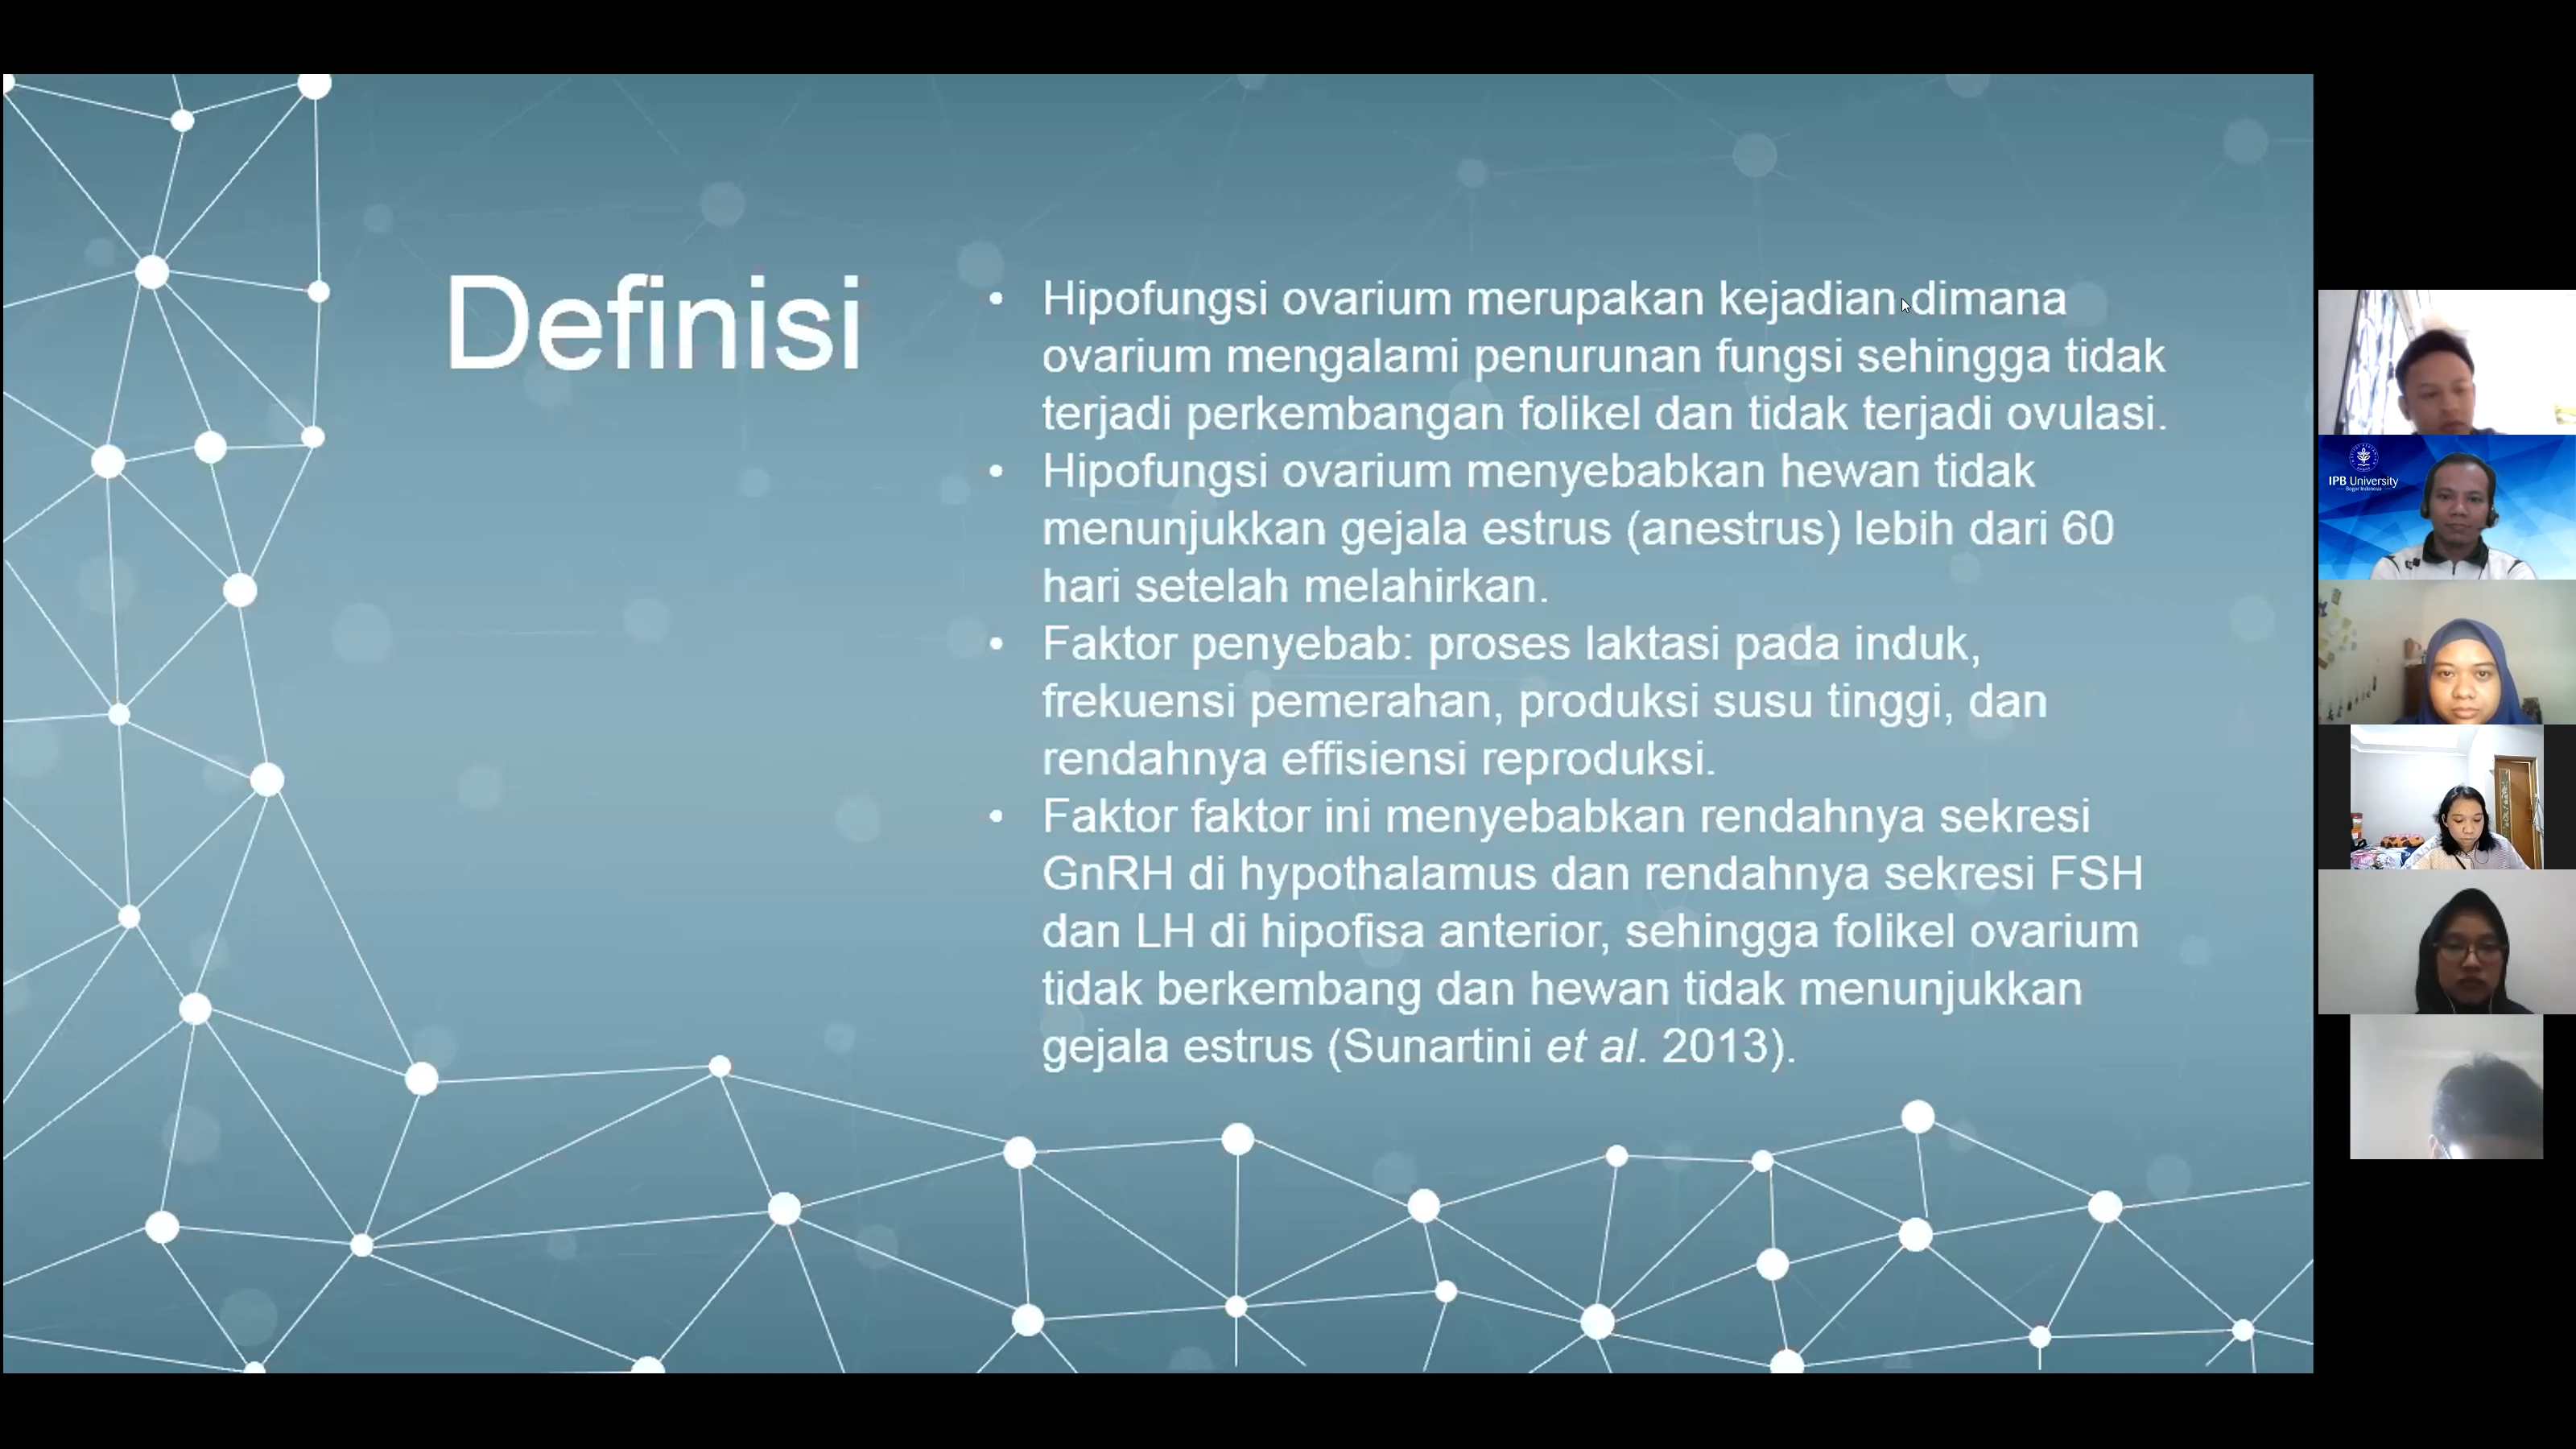 Definisi
• Hipofungsi ovarium merupakan kejadian dimana
ovarium mengalami penurunan fungsi sehingga tidak
terjadi perkembangan folikel dan tidak terjadi ovulasi.
• Hipofungsi ovarium menyebabkan hewan tidak
menunjukkan gejala estrus (anestrus) lebih dari 60
hari setelah melahirkan.
• Faktor penyebab: proses laktasi pada induk,
frekuensi pemerahan, produksi susu tinggi, dan
rendahnya effisiensi reproduksi.
• Faktor faktor ini menyebabkan rendahnya sekresi
GnRH di hypothalamus dan rendahnya sekresi FSH
dan LH di hipofisa anterior, sehingga folikel ovarium
tidak berkembang dan hewan tidak menunjukkan
gejala estrus (Sunartini et al. 2013).
IPB University
Bogor Indonesia